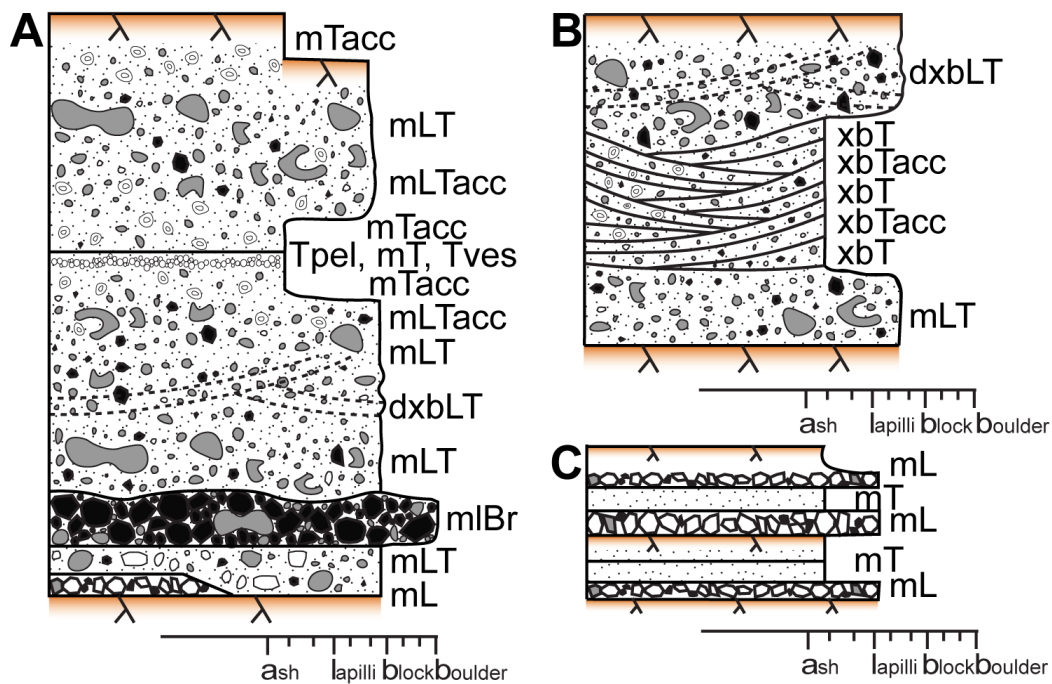 A
mTacc
mLT
mLTacc
mTacc
Tpel, mT, Tves
mTacc
mLTacc
mLT
dxbLT
mLT
mlBr
mLT
mL
ash lapilli block boulder
B
dxbLT
xbT
xbTacc
xbT
xbTacc
xbT
mLT
ash lapilli block boulder
C
mL
mT
mL
mT
mL
ash lapilli block boulder